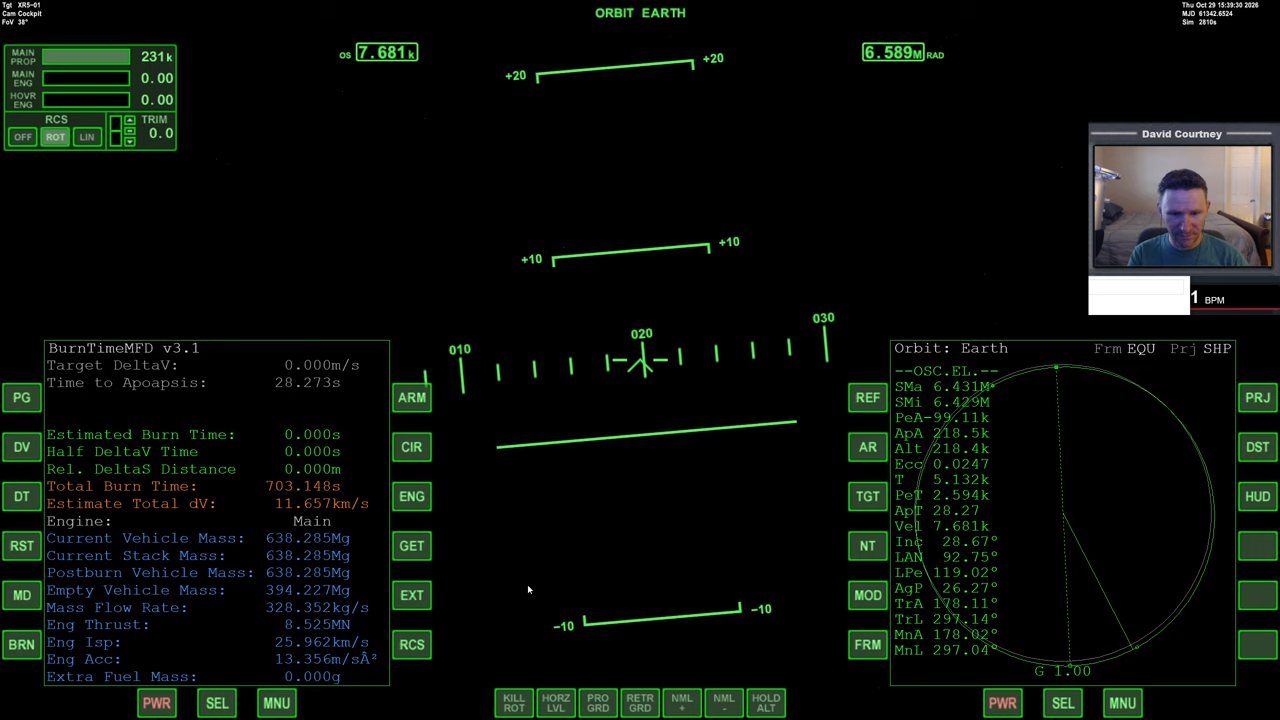 Tgt XR5-01
Cam Cockpit
FoV 38°
ORBIT EARTH
Thu Oct 29 15:39:30 2026
MJD 61342.6524
Sim 2810s
MAIN PROP 231k
MAIN ENG 0.00
HOVR ENG 0.00
RCS TRIM
OFF ROT LIN 0.0
OS 7.681k
6.589M RAD
+20 +20
+10 +10
010 020 030
-10 -10
David Courtney
1 BPM
BurnTimeMFD v3.1
Target DeltaV: 0.000m/s
Time to Apoapsis: 28.273s
Estimated Burn Time: 0.000s
Half DeltaV Time 0.000s
Rel. DeltaS Distance 0.000m
Total Burn Time: 703.148s
Estimate Total dV: 11.657km/s
Engine: Main
Current Vehicle Mass: 638.285Mg
Current Stack Mass: 638.285Mg
Postburn Vehicle Mass: 638.285Mg
Empty Vehicle Mass: 394.227Mg
Mass Flow Rate: 328.352kg/s
Eng Thrust: 8.525MN
Eng Isp: 25.962km/s
Eng Acc: 13.356m/sÂ²
Extra Fuel Mass: 0.000g
PG
DV
DT
RST
MD
BRN
ARM
CIR
ENG
GET
EXT
RCS
PWR SEL MNU
KILL ROT
HORZ LVL
PRO GRD
RETR GRD
NML +
NML -
HOLD ALT
REF
AR
TGT
NT
MOD
FRM
Orbit: Earth Frm EQU Prj SHP
--OSC.EL.--
SMa 6.431M
SMi 6.429M
PeA-99.11k
ApA 218.5k
Alt 218.4k
Ecc 0.0247
T 5.132k
PeT 2.594k
ApT 28.27
Vel 7.681k
Inc 28.67°
LAN 92.75°
LPe 119.02°
AgP 26.27°
TrA 178.11°
TrL 297.14°
MnA 178.02°
MnL 297.04°
G 1.00
PRJ
DST
HUD
PWR SEL MNU